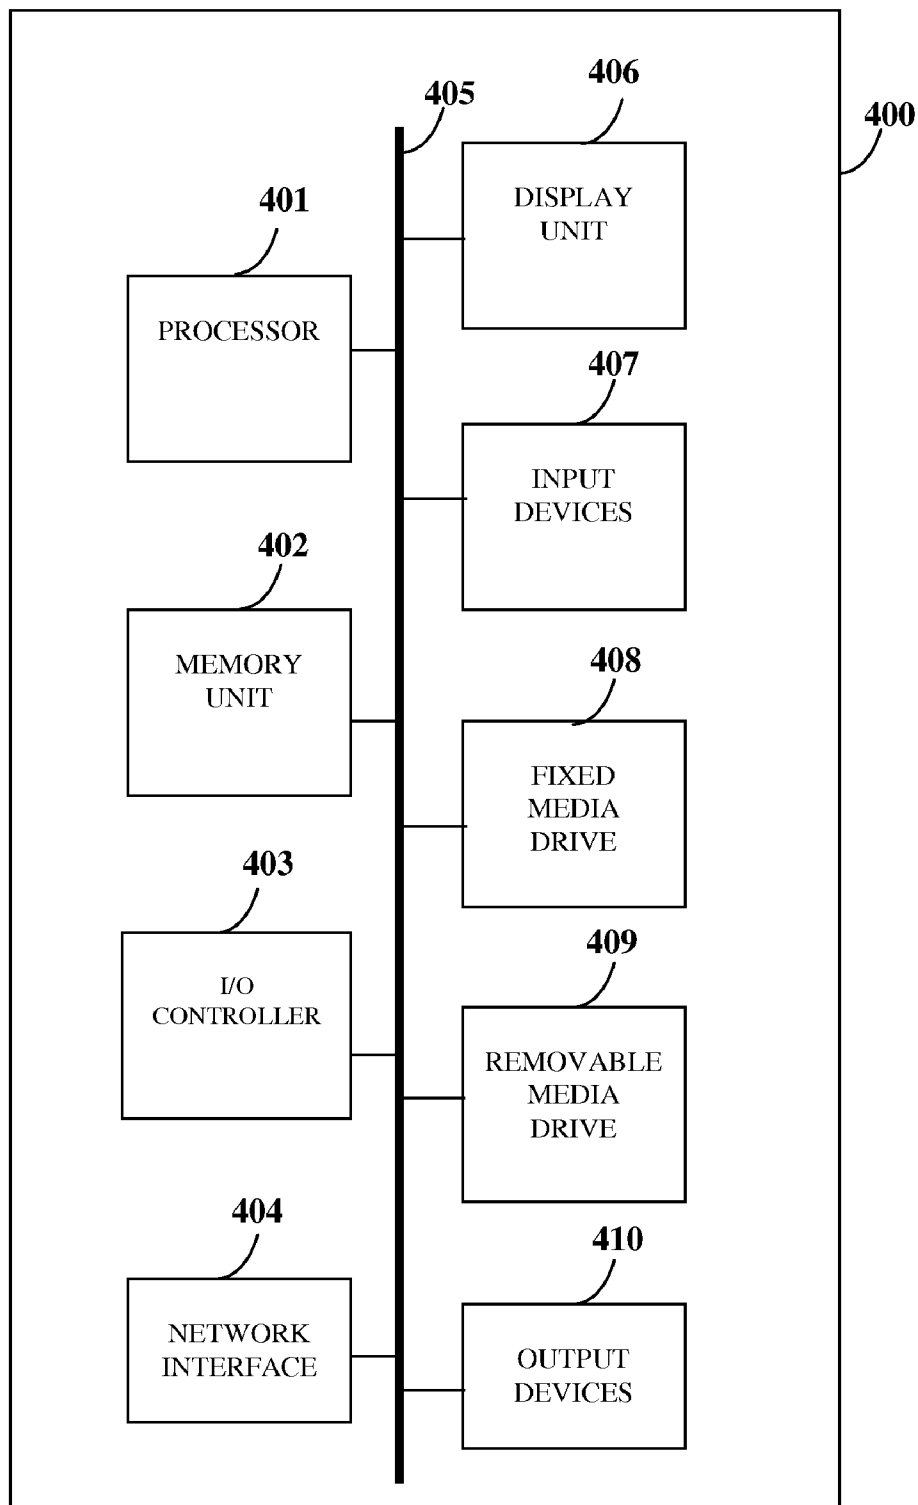 400
405
401
PROCESSOR
402
MEMORY
UNIT
403
I/O
CONTROLLER
404
NETWORK
INTERFACE
406
DISPLAY
UNIT
407
INPUT
DEVICES
408
FIXED
MEDIA
DRIVE
409
REMOVABLE
MEDIA
DRIVE
410
OUTPUT
DEVICES